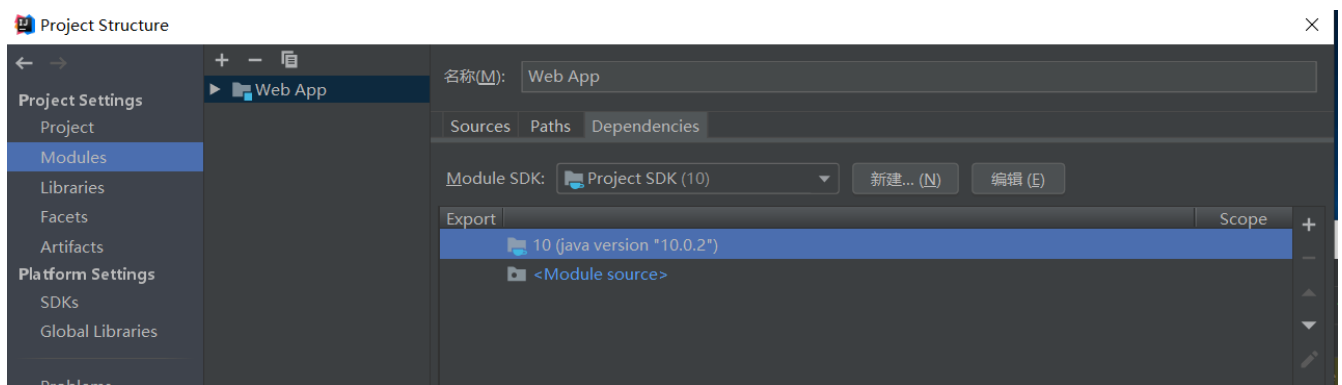 Project Structure
Project Settings
Project
Modules
Libraries
Facets
Artifacts
Platform Settings
SDKs
Global Libraries
Problems
Web App
名称(M): Web App
Sources Paths Dependencies
Module SDK: Project SDK (10) 新建... (N) 编辑 (E)
Export Scope
10 (java version "10.0.2")
<Module source>